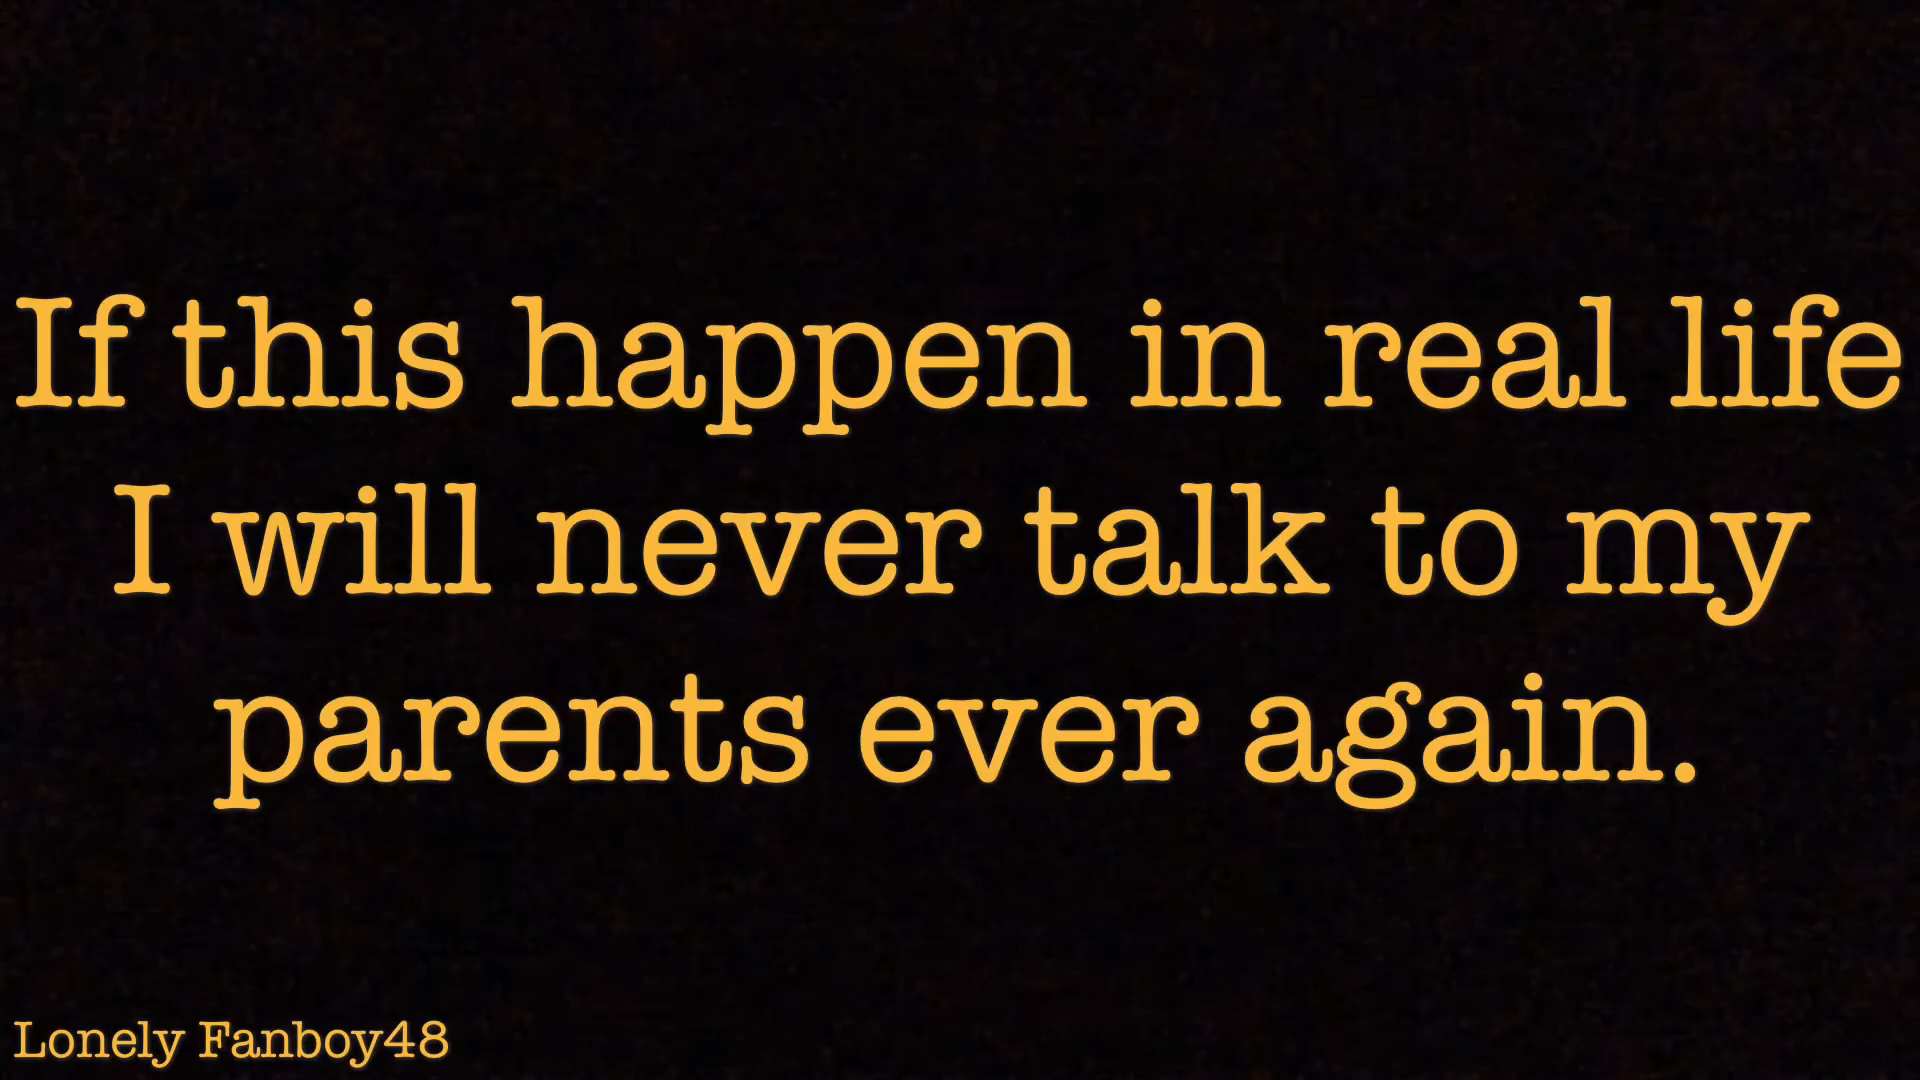 If this happen in real life
I will never talk to my
parents ever again.
Lonely Fanboy48